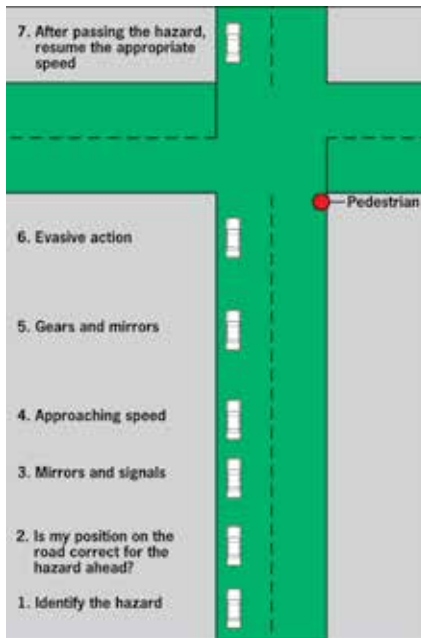 7. After passing the hazard,
resume the appropriate
speed
Pedestrian
6. Evasive action
5. Gears and mirrors
4. Approaching speed
3. Mirrors and signals
2. Is my position on the
road correct for the
hazard ahead?
1. Identify the hazard